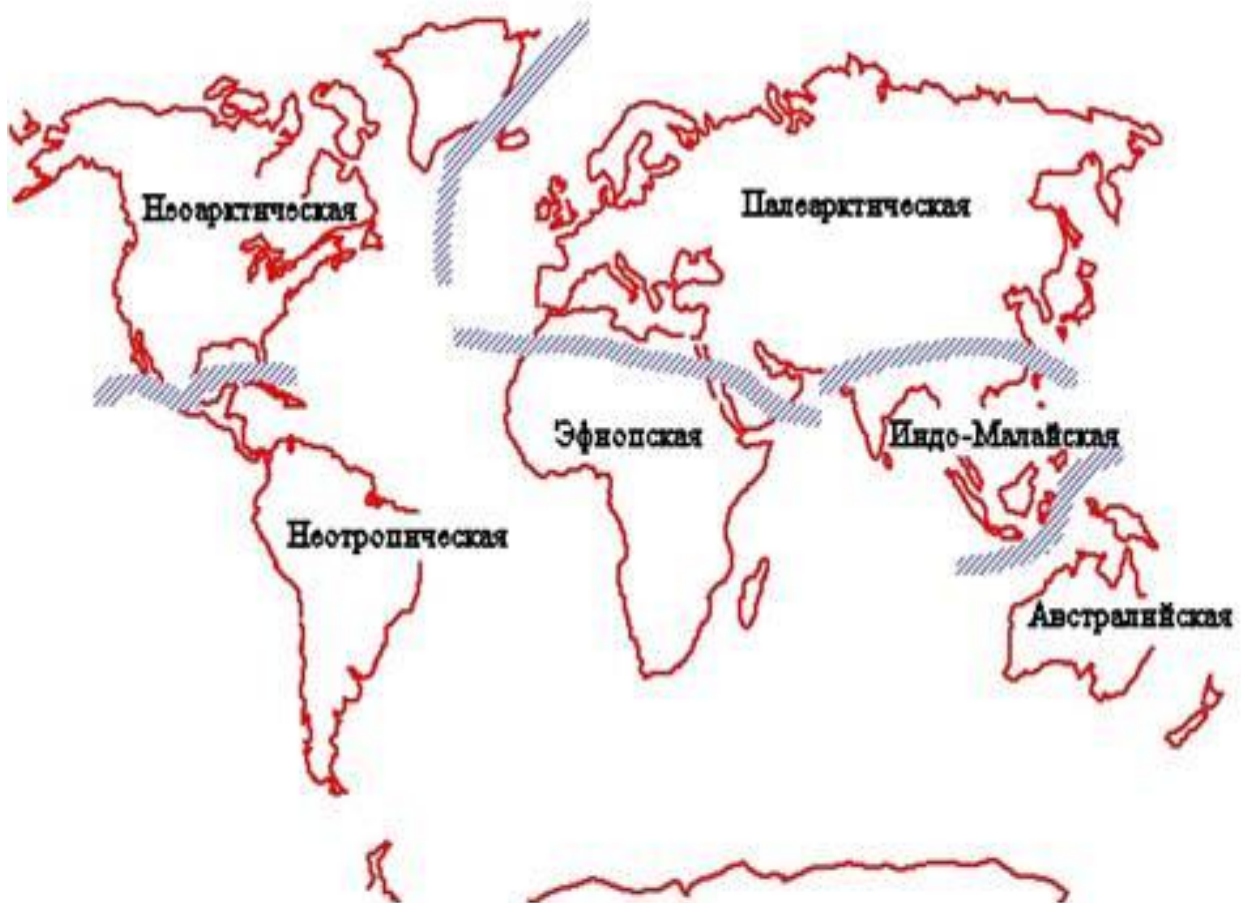 Неоарктическая
Палеарктическая
Эфиопская
Индо-Малайская
Неотропическая
Австралийская